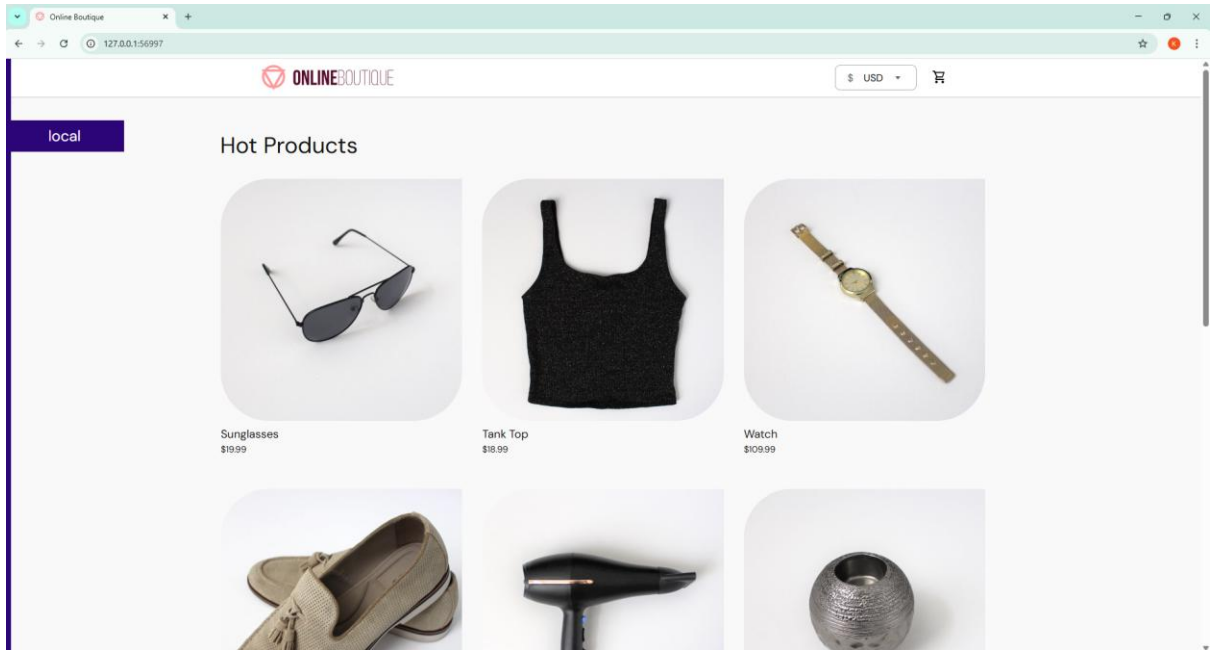 Online Boutique
127.0.0.1:56997
ONLINEBOUTIQUE
$ USD
local
Hot Products
Sunglasses
$19.99
Tank Top
$18.99
Watch
$109.99